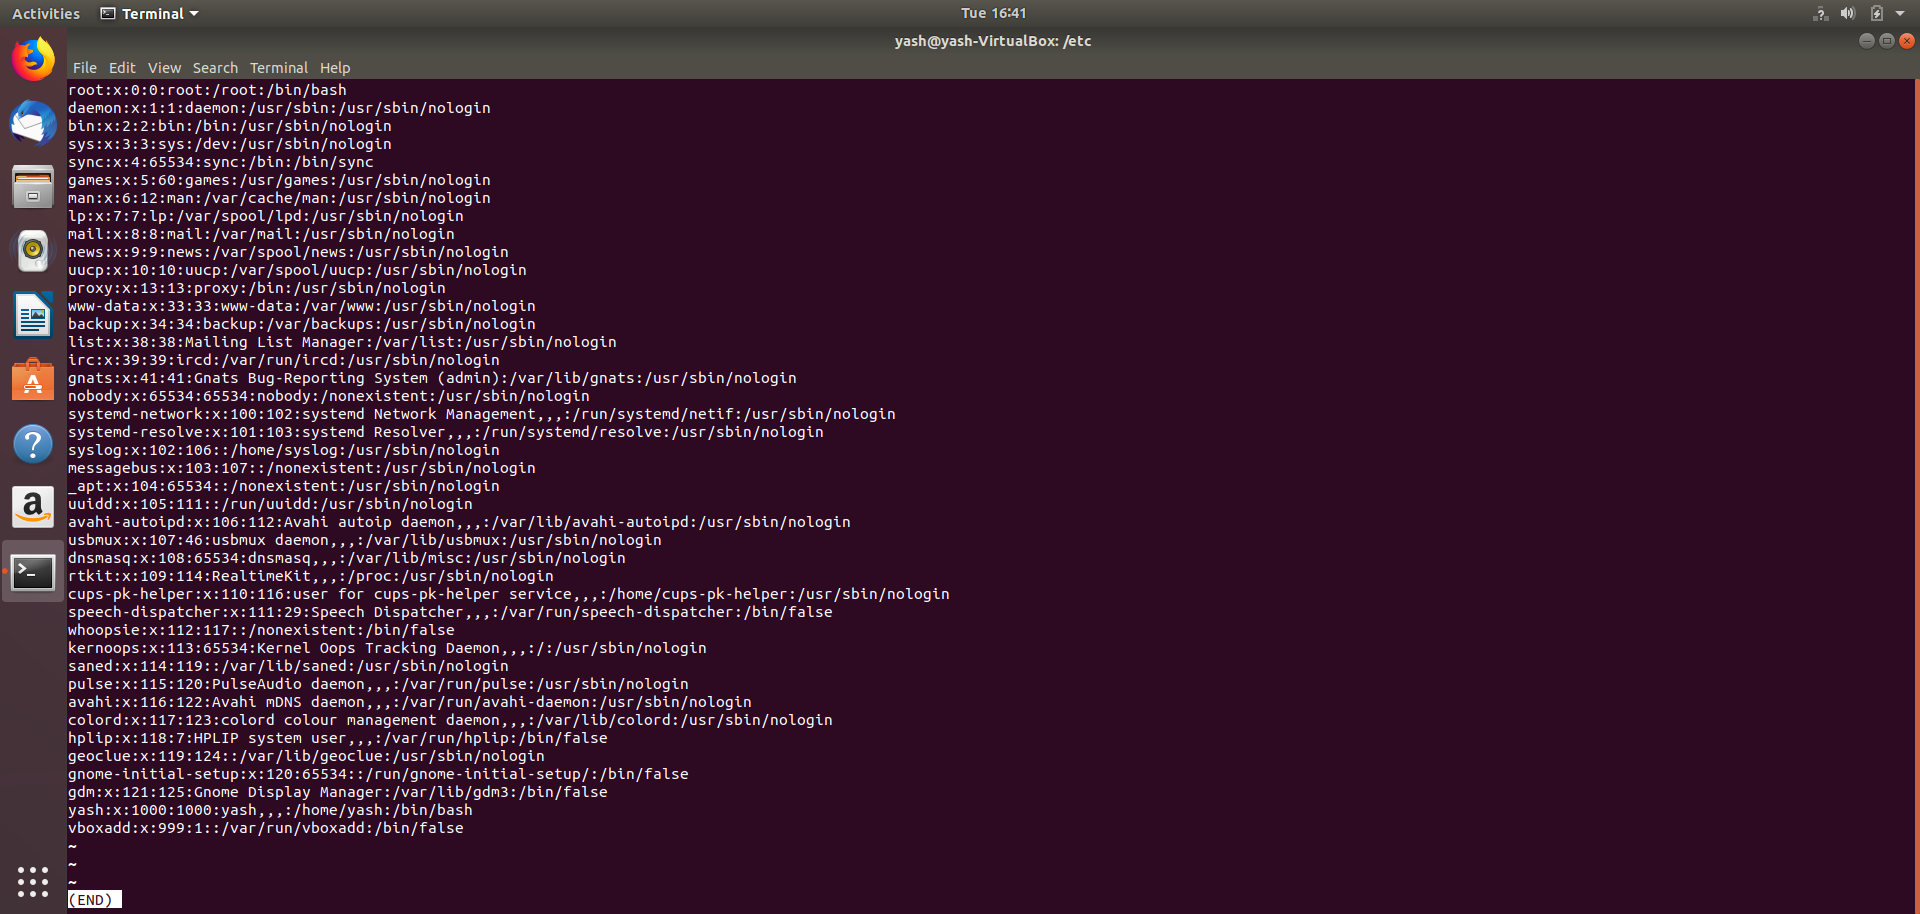 Activities Terminal Tue 16:41
yash@yash-VirtualBox: /etc
File Edit View Search Terminal Help
root:x:0:0:root:/root:/bin/bash
daemon:x:1:1:daemon:/usr/sbin:/usr/sbin/nologin
bin:x:2:2:bin:/bin:/usr/sbin/nologin
sys:x:3:3:sys:/dev:/usr/sbin/nologin
sync:x:4:65534:sync:/bin:/bin/sync
games:x:5:60:games:/usr/games:/usr/sbin/nologin
man:x:6:12:man:/var/cache/man:/usr/sbin/nologin
lp:x:7:7:lp:/var/spool/lpd:/usr/sbin/nologin
mail:x:8:8:mail:/var/mail:/usr/sbin/nologin
news:x:9:9:news:/var/spool/news:/usr/sbin/nologin
uucp:x:10:10:uucp:/var/spool/uucp:/usr/sbin/nologin
proxy:x:13:13:proxy:/bin:/usr/sbin/nologin
www-data:x:33:33:www-data:/var/www:/usr/sbin/nologin
backup:x:34:34:backup:/var/backups:/usr/sbin/nologin
list:x:38:38:Mailing List Manager:/var/list:/usr/sbin/nologin
irc:x:39:39:ircd:/var/run/ircd:/usr/sbin/nologin
gnats:x:41:41:Gnats Bug-Reporting System (admin):/var/lib/gnats:/usr/sbin/nologin
nobody:x:65534:65534:nobody:/nonexistent:/usr/sbin/nologin
systemd-network:x:100:102:systemd Network Management,,,:/run/systemd/netif:/usr/sbin/nologin
systemd-resolve:x:101:103:systemd Resolver,,,:/run/systemd/resolve:/usr/sbin/nologin
syslog:x:102:106::/home/syslog:/usr/sbin/nologin
messagebus:x:103:107::/nonexistent:/usr/sbin/nologin
_apt:x:104:65534::/nonexistent:/usr/sbin/nologin
uuidd:x:105:111::/run/uuidd:/usr/sbin/nologin
avahi-autoipd:x:106:112:Avahi autoip daemon,,,:/var/lib/avahi-autoipd:/usr/sbin/nologin
usbmux:x:107:46:usbmux daemon,,,:/var/lib/usbmux:/usr/sbin/nologin
dnsmasq:x:108:65534:dnsmasq,,,:/var/lib/misc:/usr/sbin/nologin
rtkit:x:109:114:RealtimeKit,,,:/proc:/usr/sbin/nologin
cups-pk-helper:x:110:116:user for cups-pk-helper service,,,:/home/cups-pk-helper:/usr/sbin/nologin
speech-dispatcher:x:111:29:Speech Dispatcher,,,:/var/run/speech-dispatcher:/bin/false
whoopsie:x:112:117::/nonexistent:/bin/false
kernoops:x:113:65534:Kernel Oops Tracking Daemon,,,:/:/usr/sbin/nologin
saned:x:114:119::/var/lib/saned:/usr/sbin/nologin
pulse:x:115:120:PulseAudio daemon,,,:/var/run/pulse:/usr/sbin/nologin
avahi:x:116:122:Avahi mDNS daemon,,,:/var/run/avahi-daemon:/usr/sbin/nologin
colord:x:117:123:colord colour management daemon,,,:/var/lib/colord:/usr/sbin/nologin
hplip:x:118:7:HPLIP system user,,,:/var/run/hplip:/bin/false
geoclue:x:119:124::/var/lib/geoclue:/usr/sbin/nologin
gnome-initial-setup:x:120:65534::/run/gnome-initial-setup/:/bin/false
gdm:x:121:125:Gnome Display Manager:/var/lib/gdm3:/bin/false
yash:x:1000:1000:yash,,,:/home/yash:/bin/bash
vboxadd:x:999:1::/var/run/vboxadd:/bin/false
~
~
~
(END)